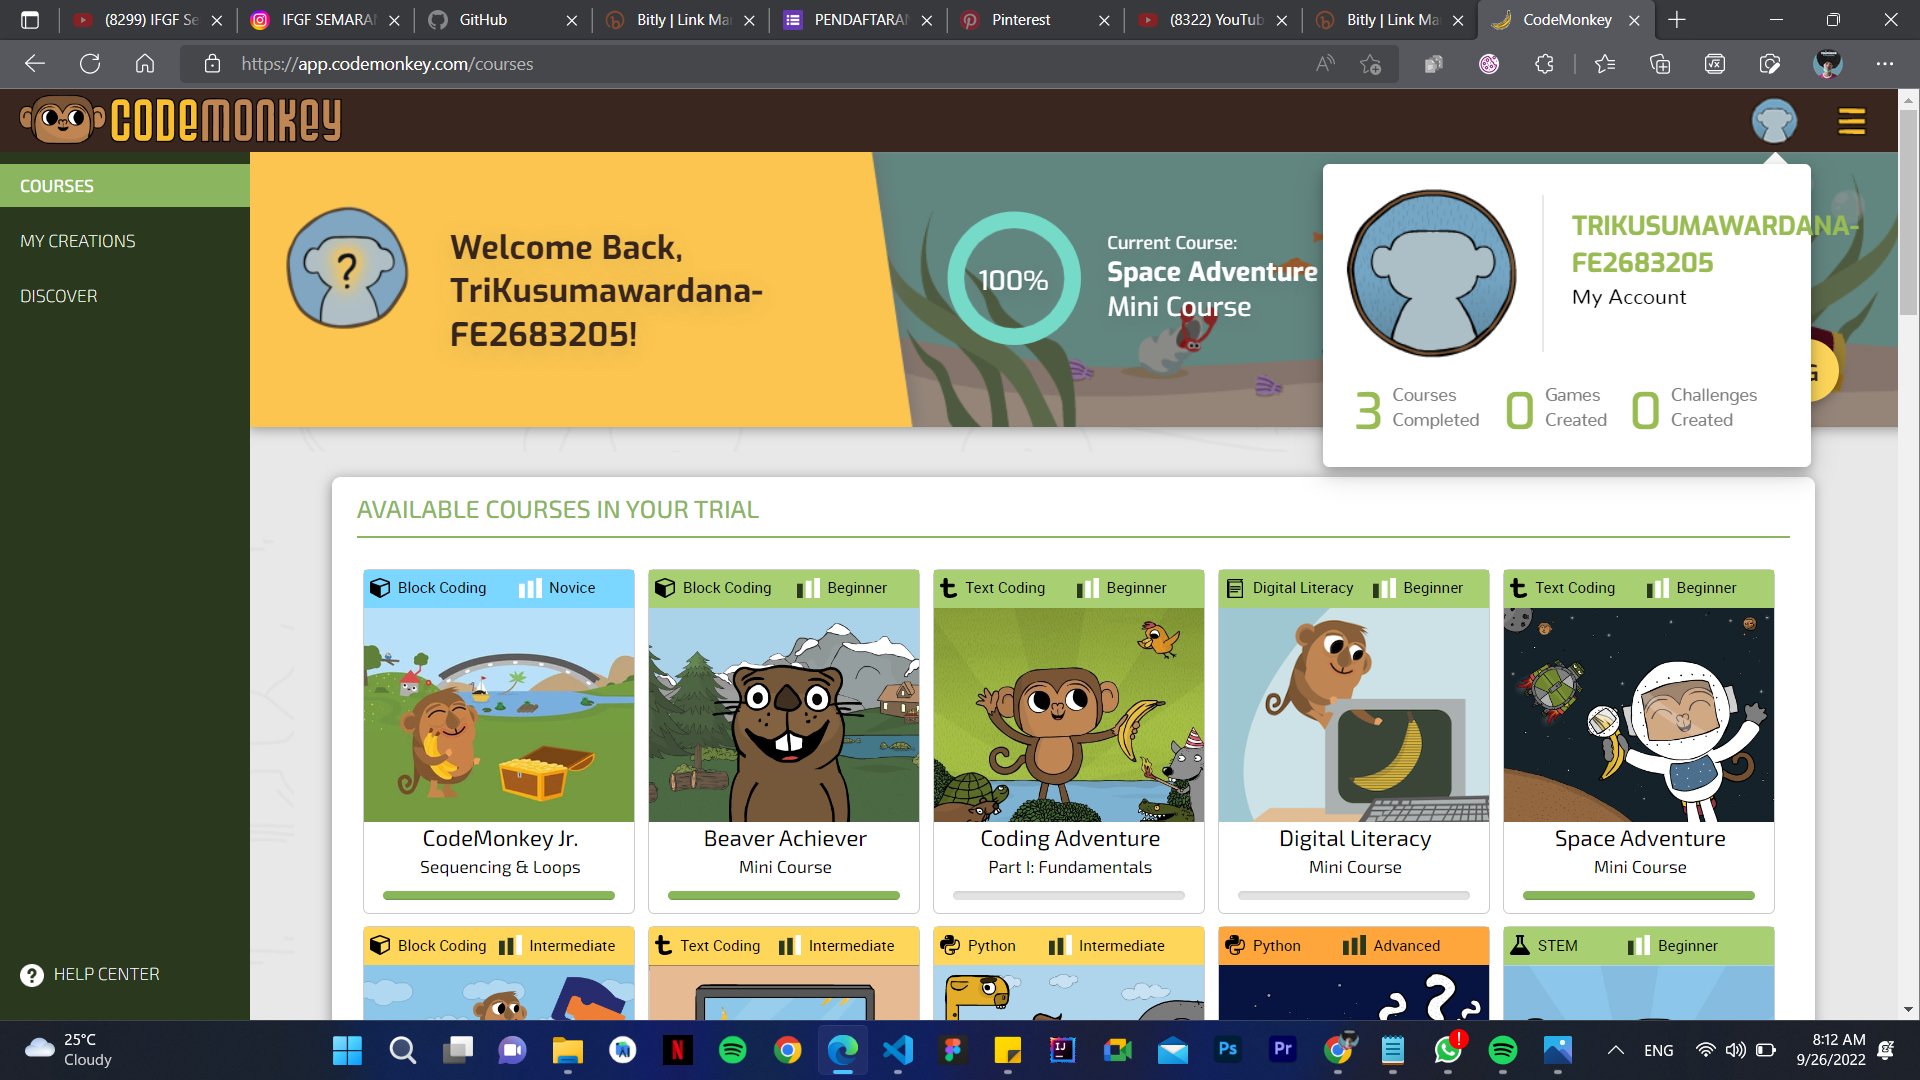 (8299) IFGF Se
IFGF SEMARAN
GitHub
Bitly | Link Ma
PENDAFTARAN
Pinterest
(8322) YouTub
Bitly | Link Ma
CodeMonkey
https://app.codemonkey.com/courses
CODEMONKEY
COURSES
MY CREATIONS
DISCOVER
HELP CENTER
?
Welcome Back,
TriKusumawardana-
FE2683205!
100%
Current Course:
Space Adventure
Mini Course
TRIKUSUMAWARDANA-
FE2683205
My Account
3 Courses Completed
0 Games Created
0 Challenges Created
AVAILABLE COURSES IN YOUR TRIAL
Block Coding Novice
CodeMonkey Jr.
Sequencing & Loops
Block Coding Beginner
Beaver Achiever
Mini Course
Text Coding Beginner
Coding Adventure
Part I: Fundamentals
Digital Literacy Beginner
Digital Literacy
Mini Course
Text Coding Beginner
Space Adventure
Mini Course
Block Coding Intermediate
Text Coding Intermediate
Python Intermediate
Python Advanced
STEM Beginner
25°C
Cloudy
ENG
8:12 AM
9/26/2022